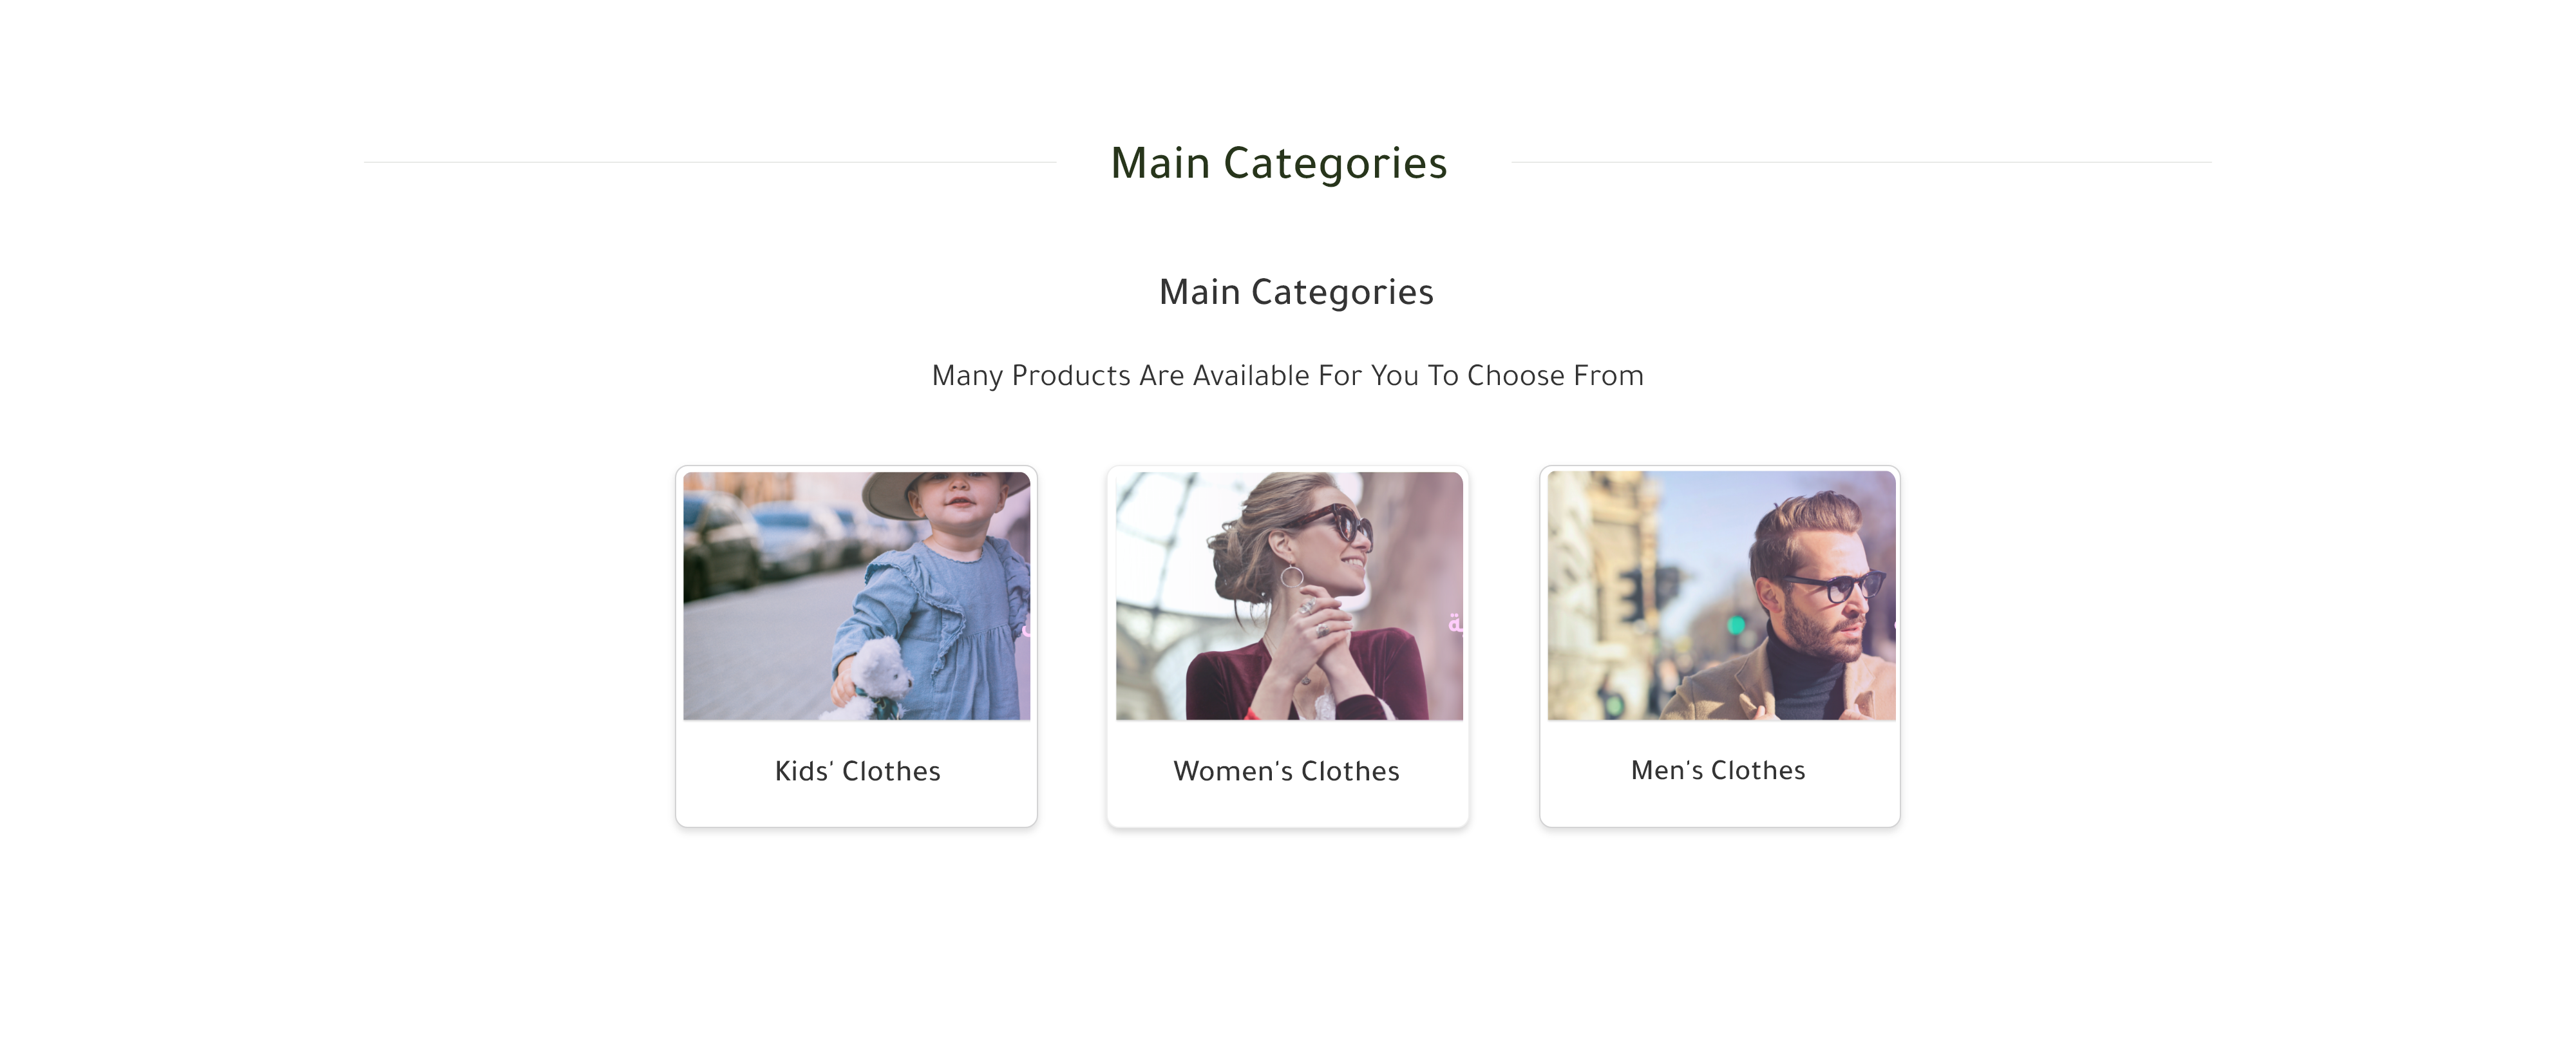 Main Categories
Main Categories
Many Products Are Available For You To Choose From
Kids' Clothes
Women's Clothes
Men's Clothes